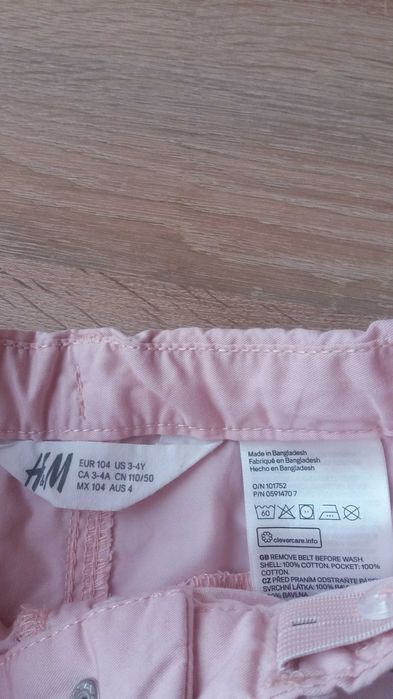 H&M
EUR 104 US 3-4Y
CA 3-4A CN 110/50
MX 104 AUS 4
Made in Bangladesh
Fabriqué en Bangladesh
Hecho en Bangladesh
O/N 101752
P/N 0591470 7
60
clevercare.info
GB REMOVE BELT BEFORE WASH.
SHELL: 100% COTTON. POCKET: 100%
COTTON.
CZ PŘED PRANÍM ODSTRAŇTE
SVRCHNÍ LÁTKA: 100%
BAVLNA